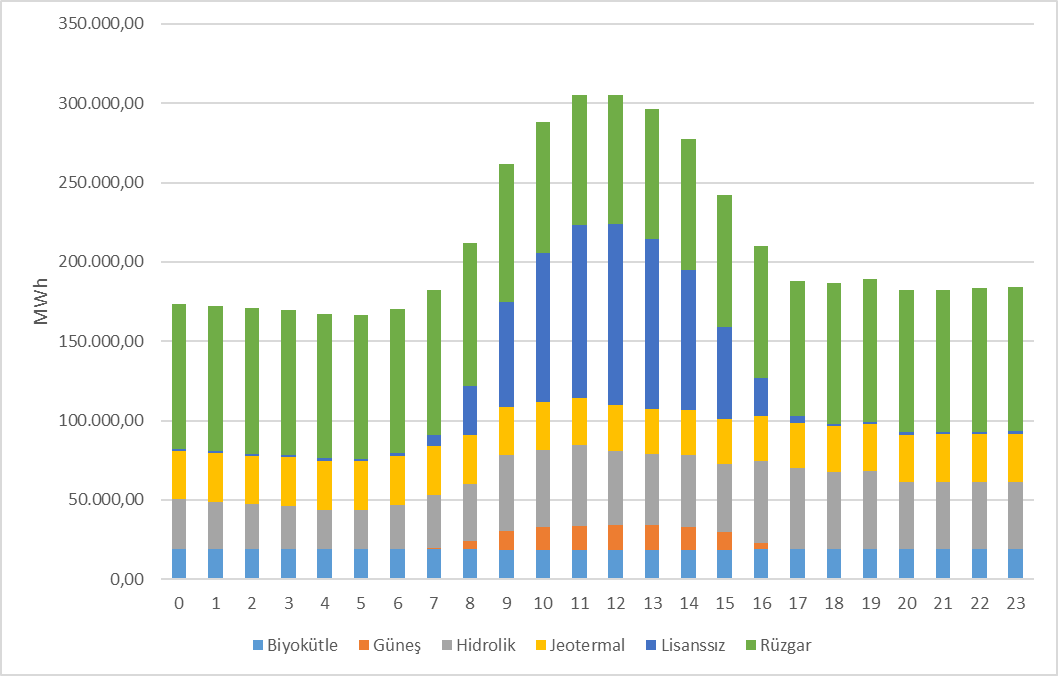 350.000,00
300.000,00
250.000,00
200.000,00
150.000,00
100.000,00
50.000,00
0,00
MWh
0 1 2 3 4 5 6 7 8 9 10 11 12 13 14 15 16 17 18 19 20 21 22 23
Biyokütle Güneş Hidrolik Jeotermal Lisanssız Rüzgar